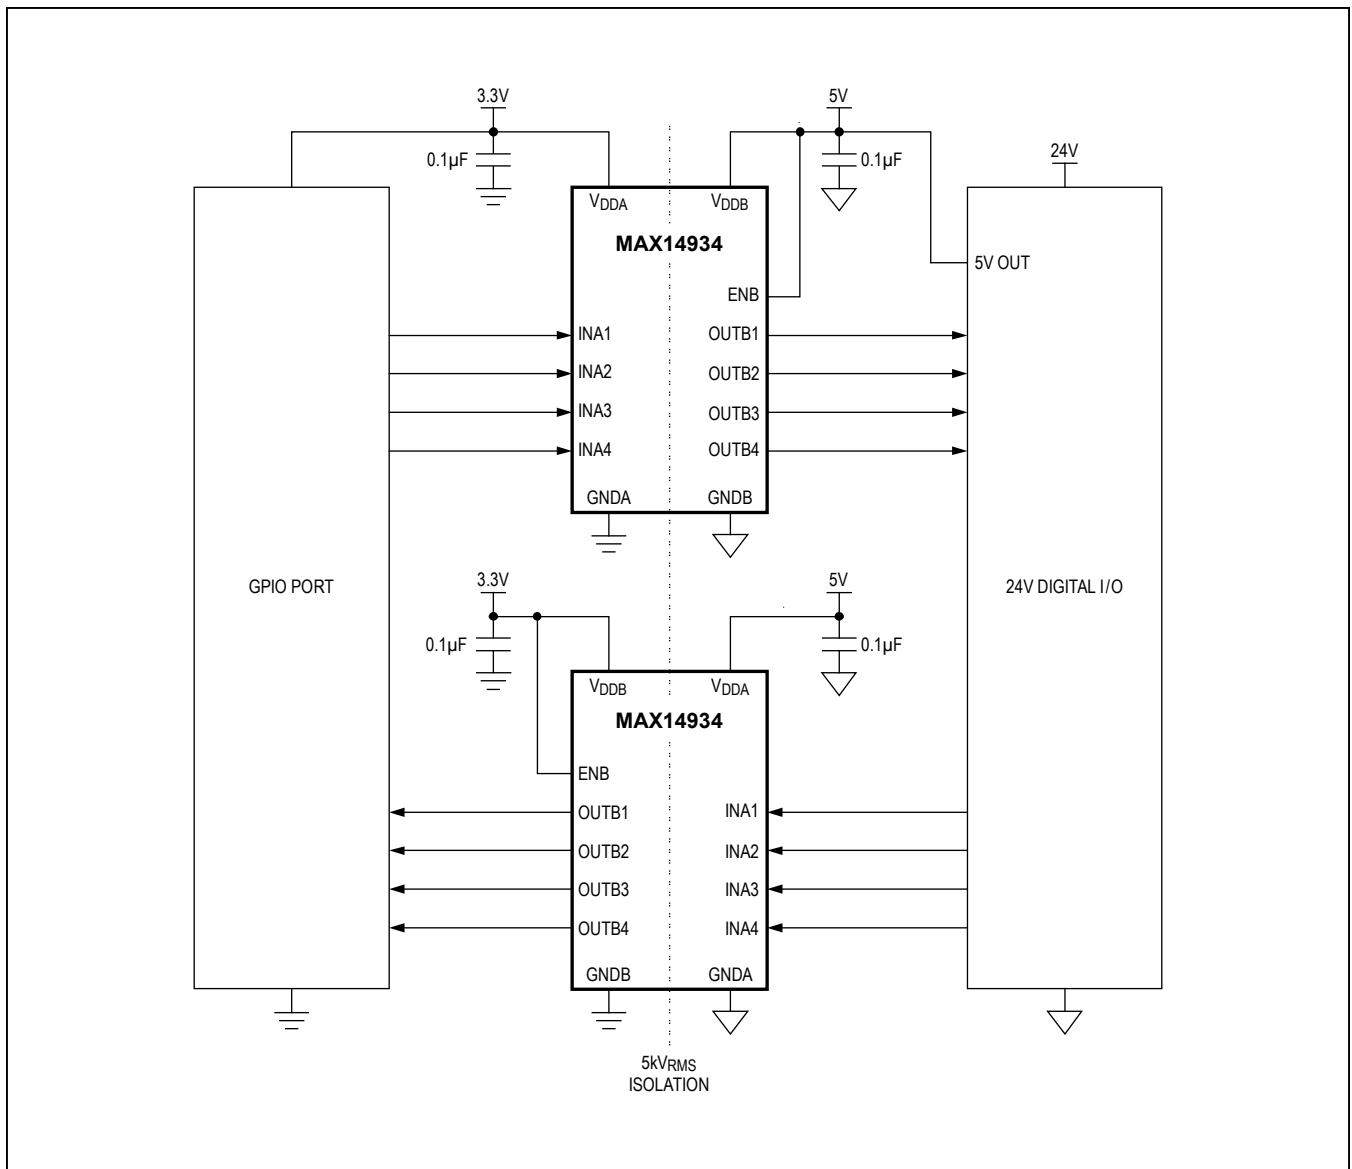 3.3V
5V
0.1µF
0.1µF
24V
VDDA
VDDB
MAX14934
5V OUT
ENB
INA1
OUTB1
INA2
OUTB2
INA3
OUTB3
INA4
OUTB4
GNDA
GNDB
GPIO PORT
3.3V
5V
24V DIGITAL I/O
0.1µF
0.1µF
VDDB
VDDA
MAX14934
ENB
OUTB1
INA1
OUTB2
INA2
OUTB3
INA3
OUTB4
INA4
GNDB
GNDA
5kVRMS
ISOLATION